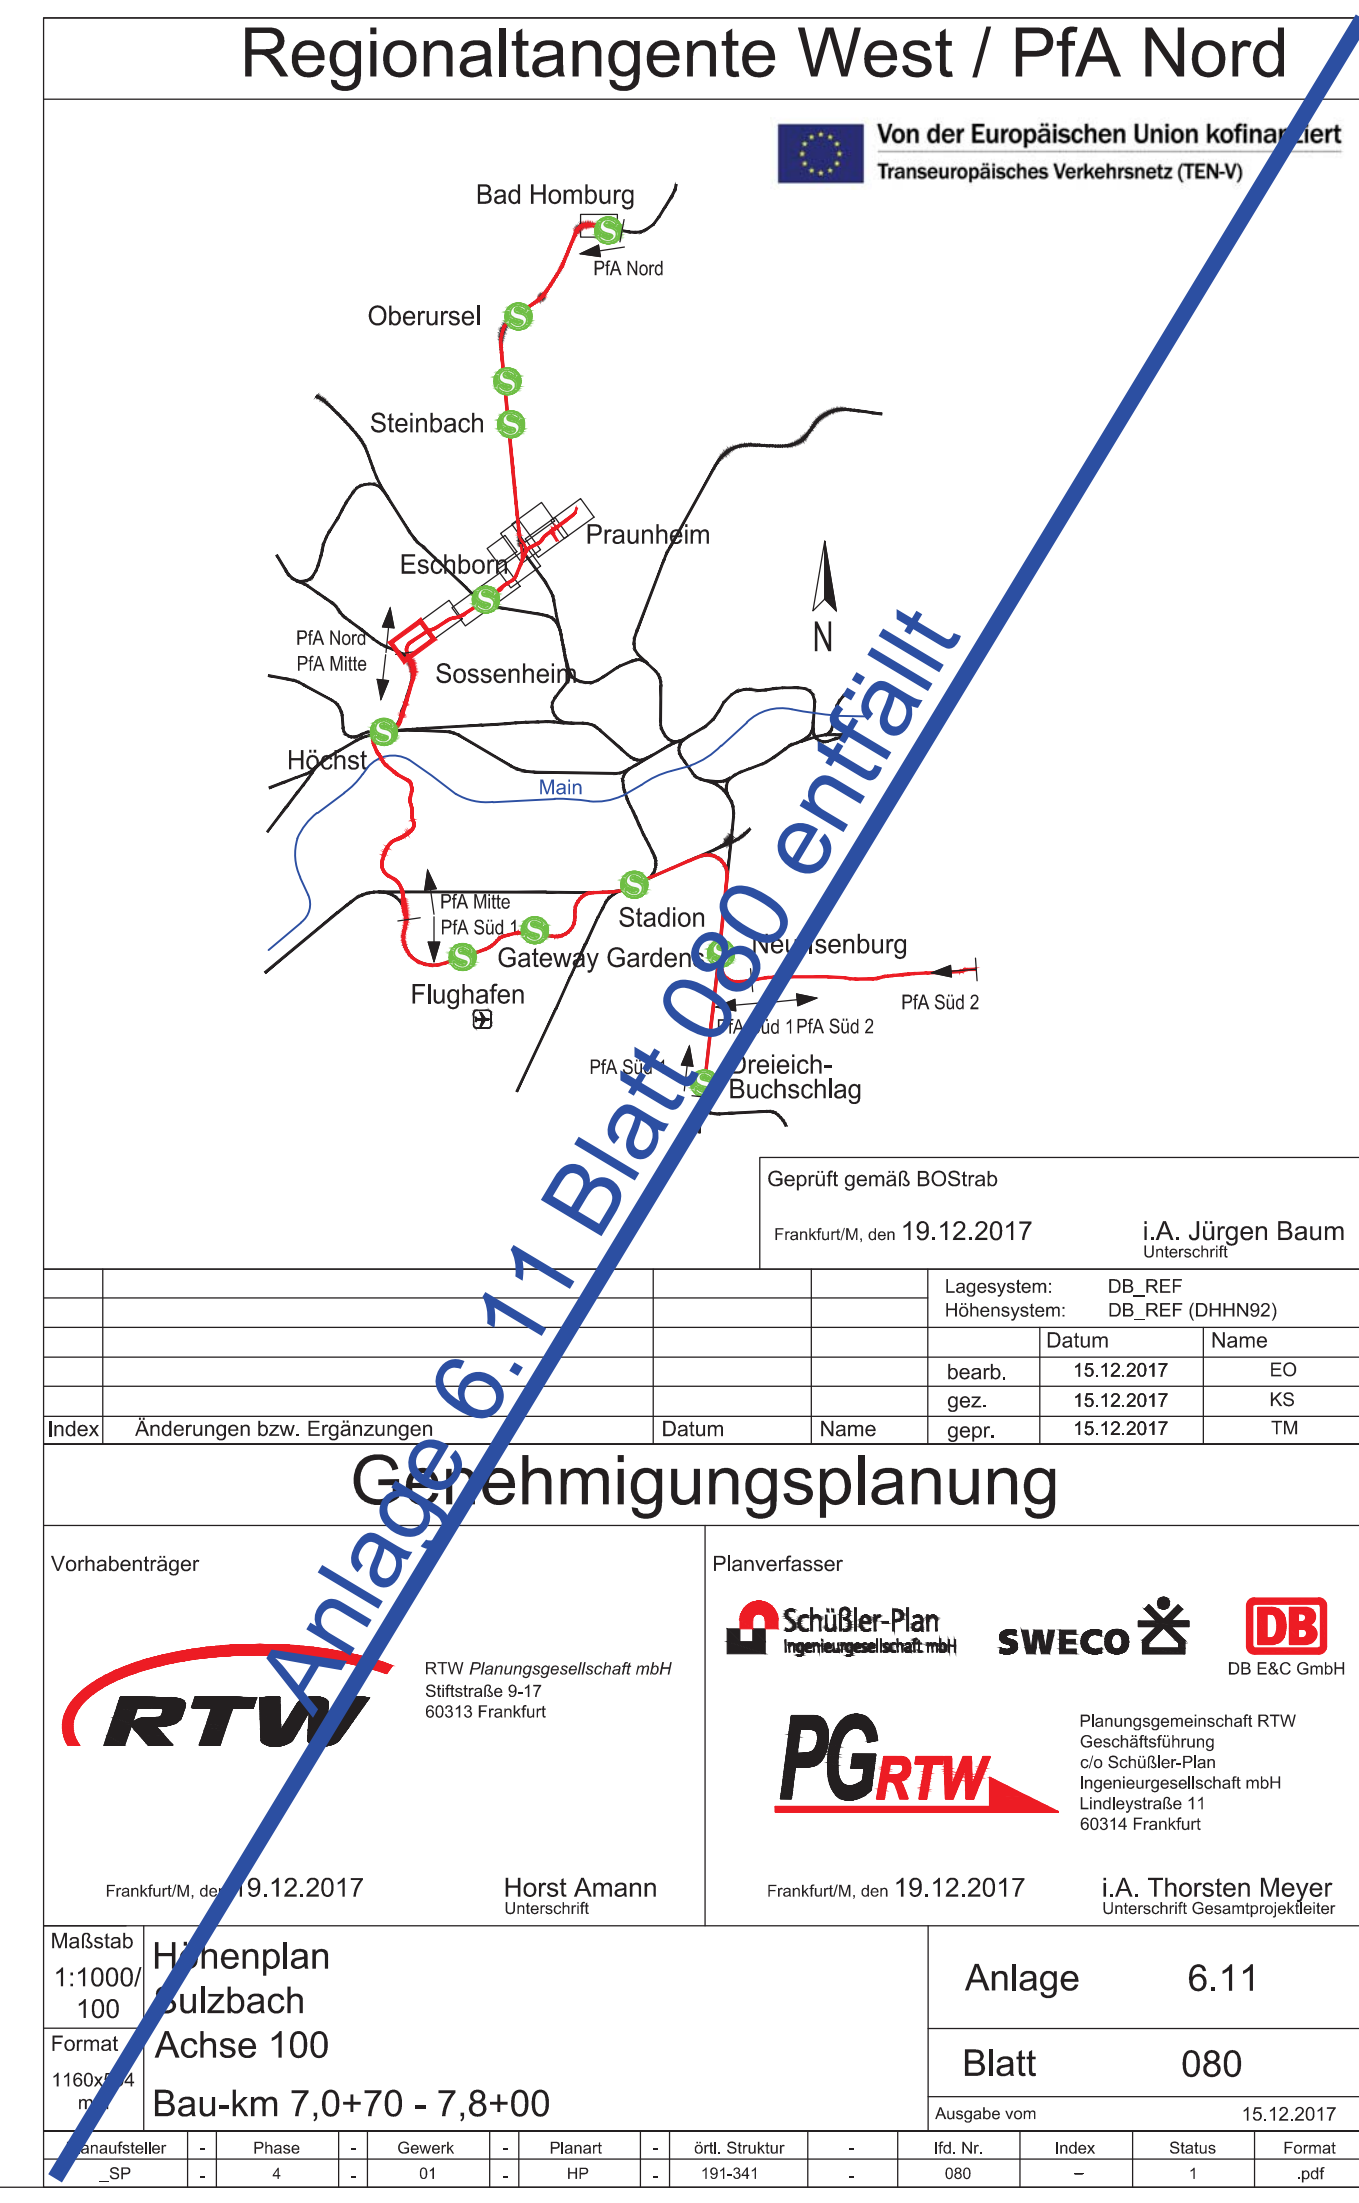 Regionaltangente West / PfA Nord
Von der Europäischen Union kofinanziert
Transeuropäisches Verkehrsnetz (TEN-V)
Bad Homburg
PfA Nord
Oberursel
Steinbach
Praunheim
Eschborn
PfA Nord
PfA Mitte
N
Sossenheim
Höchst
Main
PfA Mitte
PfA Süd 1
Stadion
Gateway Gardens
Neu-Isenburg
Flughafen
PfA Süd 2
PfA Süd 1 PfA Süd 2
PfA Süd 1
Dreieich-
Buchschlag
Anlage 6.11 Blatt 080 entfällt
Geprüft gemäß BOStrab
Frankfurt/M, den 19.12.2017 i.A. Jürgen Baum
Unterschrift
Lagesystem: DB_REF
Höhensystem: DB_REF (DHHN92)
Datum Name
bearb. 15.12.2017 EO
gez. 15.12.2017 KS
Index Änderungen bzw. Ergänzungen Datum Name gepr. 15.12.2017 TM
Genehmigungsplanung
Vorhabenträger
RTW
RTW Planungsgesellschaft mbH
Stiftstraße 9-17
60313 Frankfurt
Frankfurt/M, den 19.12.2017 Horst Amann
Unterschrift
Planverfasser
Schüßler-Plan
Ingenieurgesellschaft mbH
SWECO
DB
DB E&C GmbH
PGRTW
Planungsgemeinschaft RTW
Geschäftsführung
c/o Schüßler-Plan
Ingenieurgesellschaft mbH
Lindleystraße 11
60314 Frankfurt
Frankfurt/M, den 19.12.2017 i.A. Thorsten Meyer
Unterschrift Gesamtprojektleiter
Maßstab
1:1000/
100
Format
Höhenplan
Sulzbach
Achse 100
Bau-km 7,0+70 - 7,8+00
Anlage 6.11
Blatt 080
Ausgabe vom 15.12.2017
Planaufsteller - Phase - Gewerk - Planart - örtl. Struktur - lfd. Nr. Index Status Format
_SP - 4 - 01 - HP - 191-341 - 080 – 1 .pdf